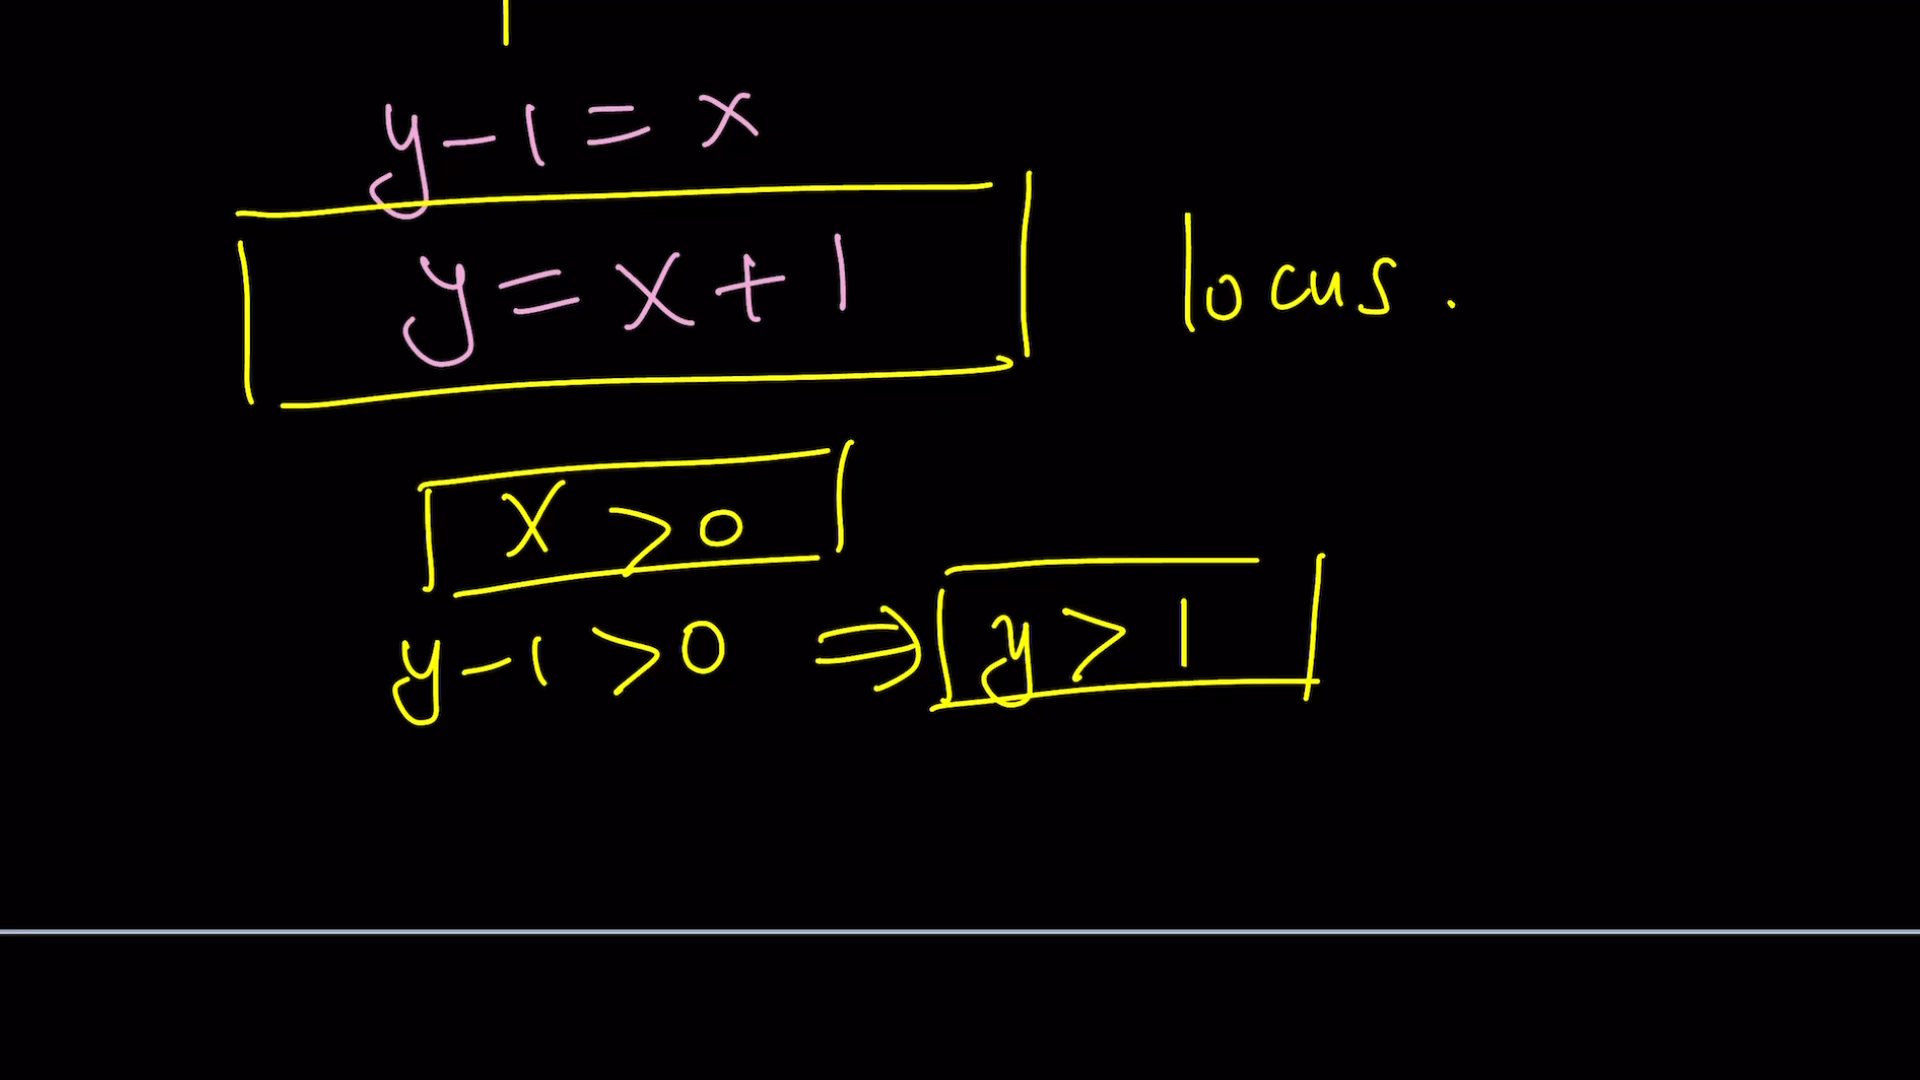 y-1=x
y=x+1 locus.
x>0
y-1>0 ⇒ y>1